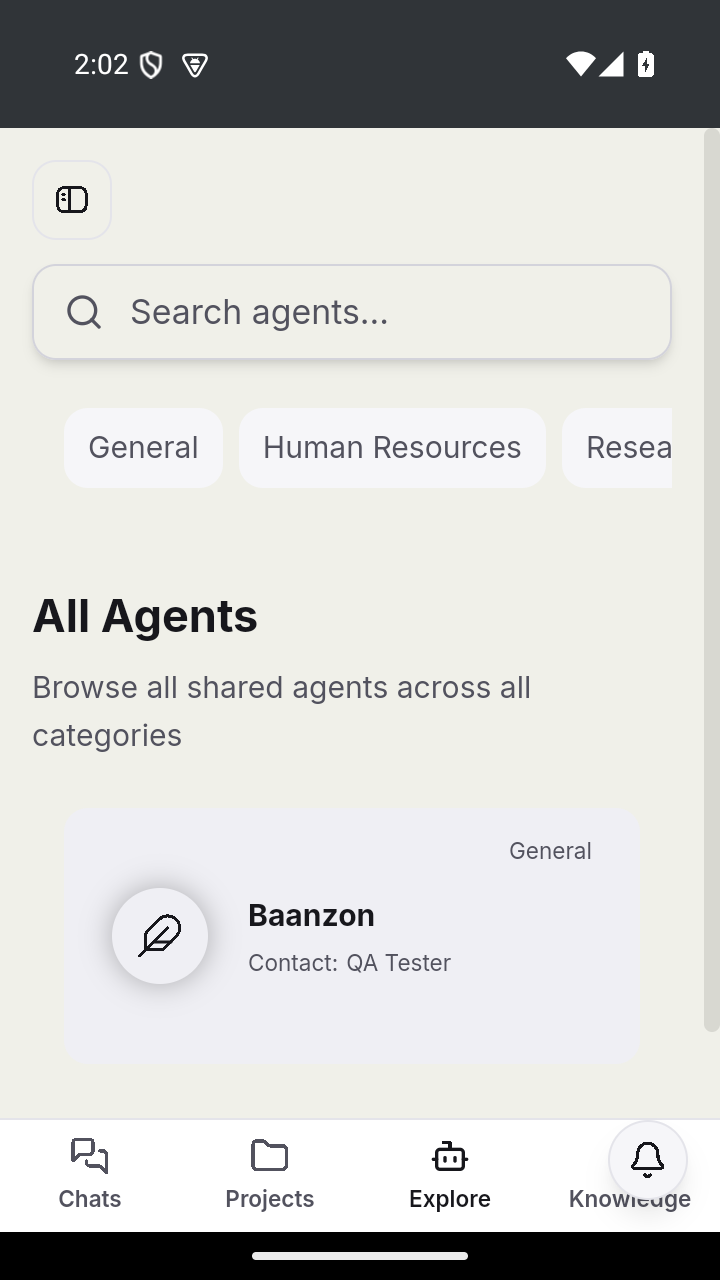 2:02
Search agents...
General
Human Resources
Resea
All Agents
Browse all shared agents across all
categories
General
Baanzon
Contact: QA Tester
Chats
Projects
Explore
Knowledge